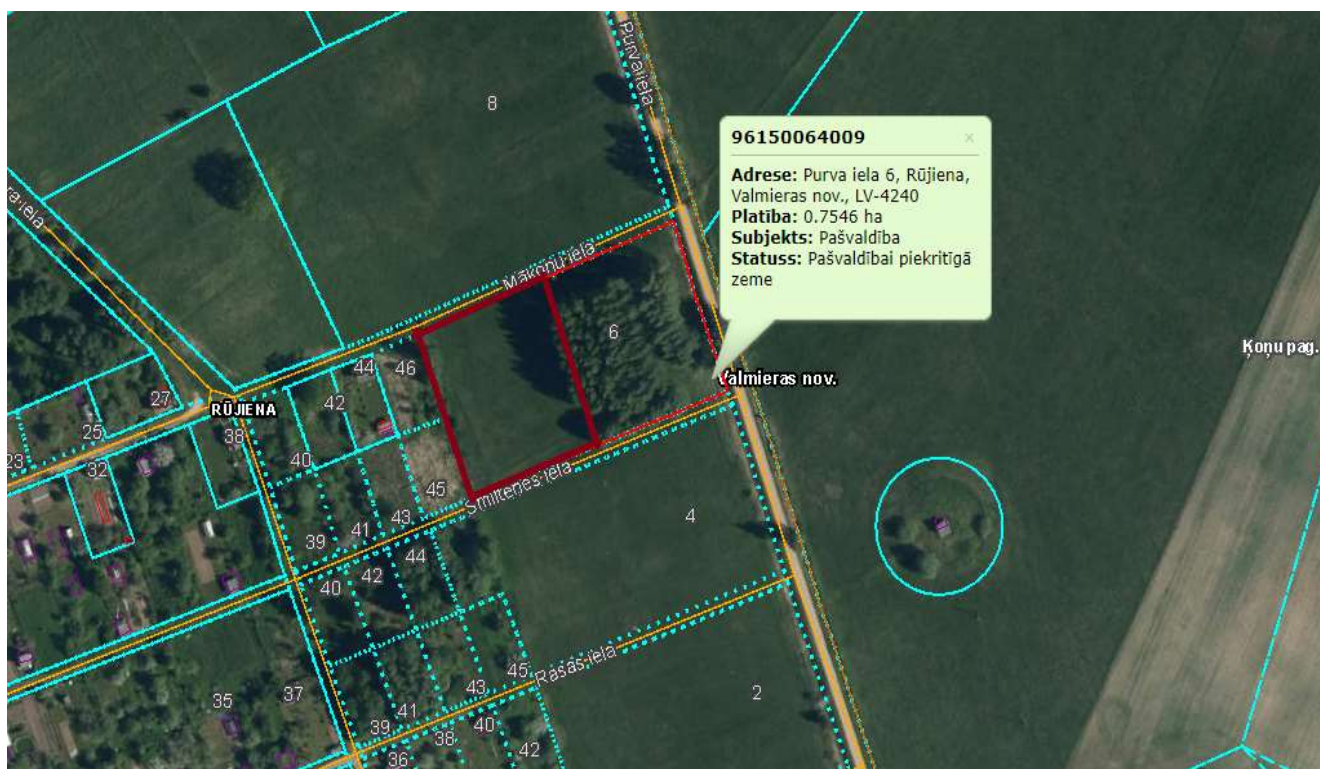 8
Purva iela
96150064009
×
Adrese: Purva iela 6, Rūjiena,
Valmieras nov., LV-4240
Platība: 0.7546 ha
Subjekts: Pašvaldība
Statuss: Pašvaldībai piekritīgā
zeme
ra iela
Mākoņu iela
6
Ķoņu pag.
Valmieras nov.
44
46
42
27
RŪJIENA
25
38
23
32
40
45
Smiltenes iela
43
41
39
4
44
42
40
Rasas iela
45
43
2
35
37
41
39
40
38
42
36